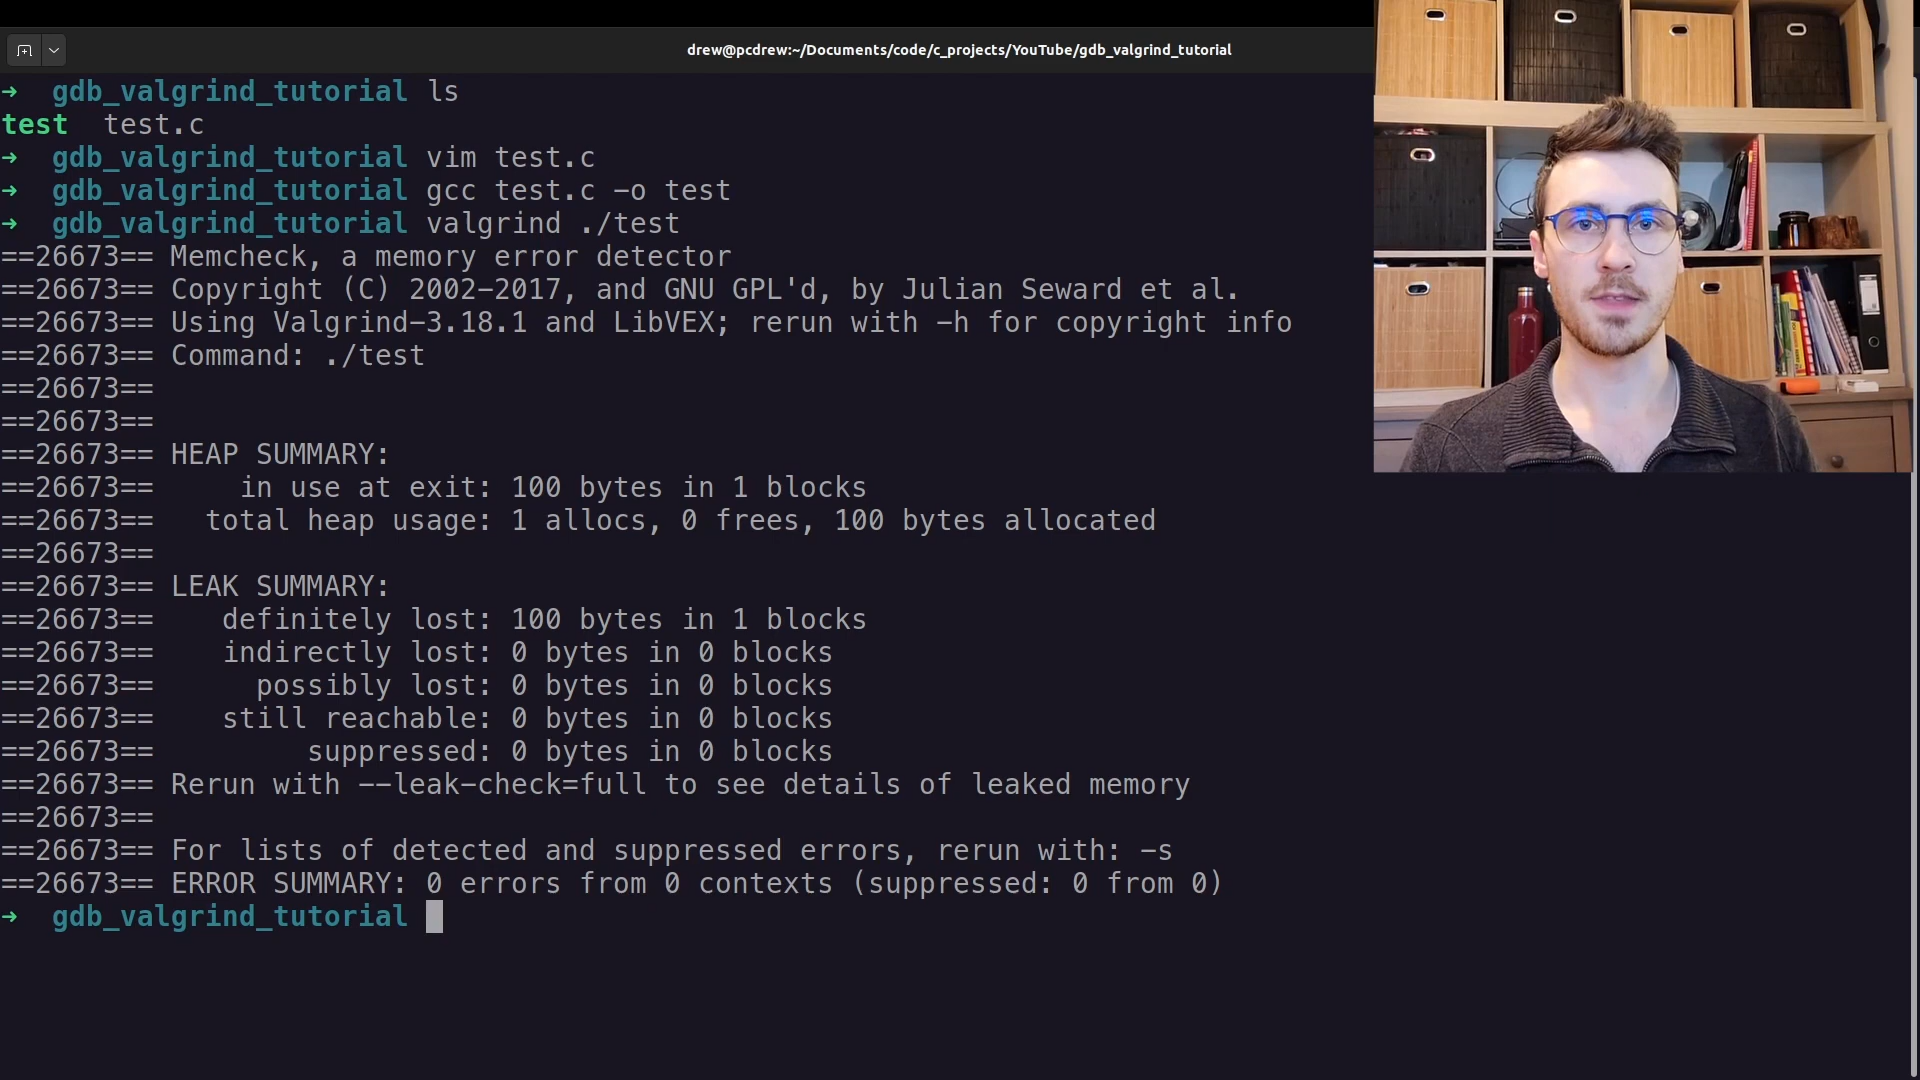 drew@pcdrew:~/Documents/code/c_projects/YouTube/gdb_valgrind_tutorial
➜  gdb_valgrind_tutorial ls
test  test.c
➜  gdb_valgrind_tutorial vim test.c
➜  gdb_valgrind_tutorial gcc test.c -o test
➜  gdb_valgrind_tutorial valgrind ./test
==26673== Memcheck, a memory error detector
==26673== Copyright (C) 2002-2017, and GNU GPL'd, by Julian Seward et al.
==26673== Using Valgrind-3.18.1 and LibVEX; rerun with -h for copyright info
==26673== Command: ./test
==26673==
==26673==
==26673== HEAP SUMMARY:
==26673==     in use at exit: 100 bytes in 1 blocks
==26673==   total heap usage: 1 allocs, 0 frees, 100 bytes allocated
==26673==
==26673== LEAK SUMMARY:
==26673==    definitely lost: 100 bytes in 1 blocks
==26673==    indirectly lost: 0 bytes in 0 blocks
==26673==      possibly lost: 0 bytes in 0 blocks
==26673==    still reachable: 0 bytes in 0 blocks
==26673==         suppressed: 0 bytes in 0 blocks
==26673== Rerun with --leak-check=full to see details of leaked memory
==26673==
==26673== For lists of detected and suppressed errors, rerun with: -s
==26673== ERROR SUMMARY: 0 errors from 0 contexts (suppressed: 0 from 0)
➜  gdb_valgrind_tutorial